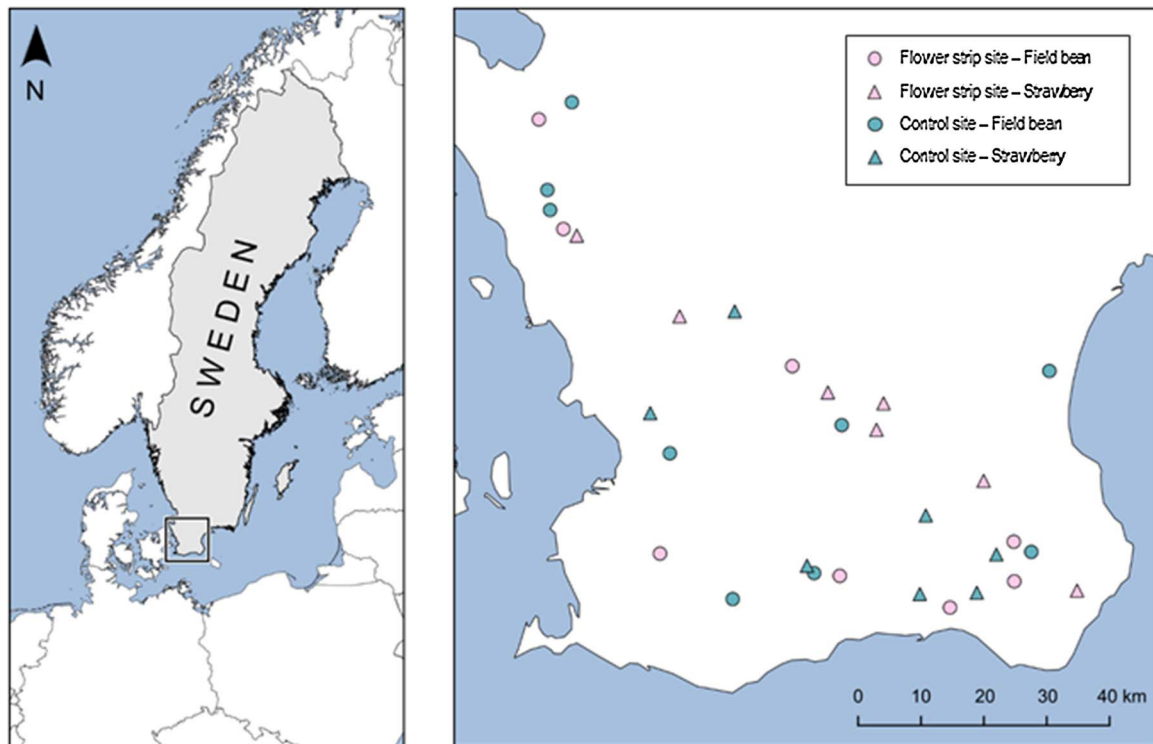 N
SWEDEN
Flower strip site – Field bean
Flower strip site – Strawberry
Control site – Field bean
Control site – Strawberry
0 10 20 30 40 km